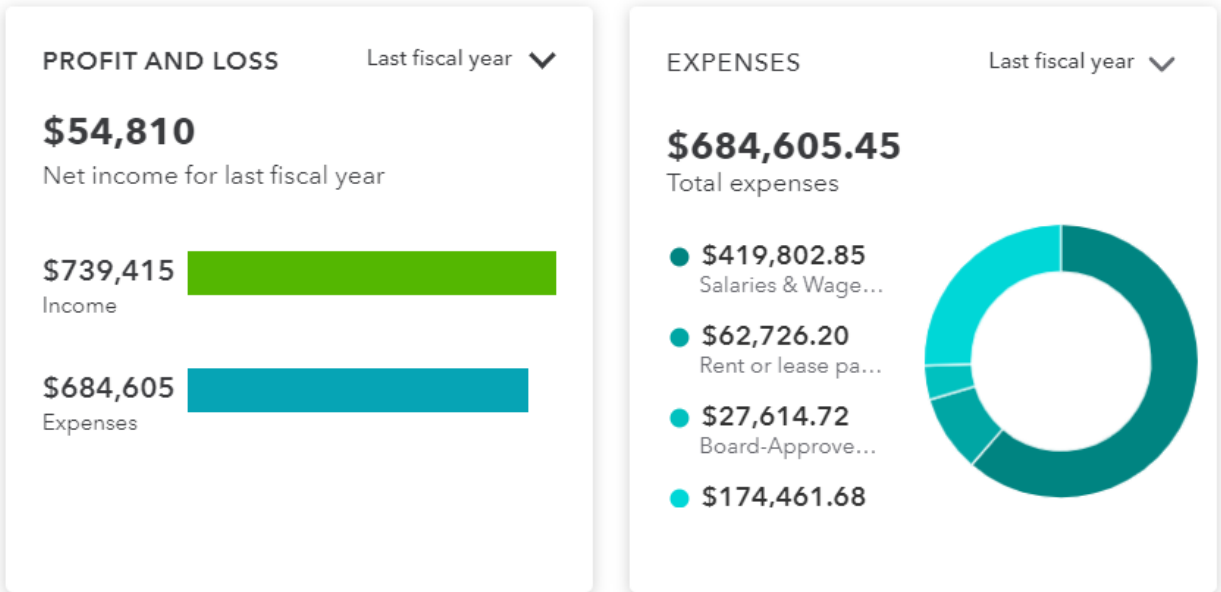 PROFIT AND LOSS
Last fiscal year
$54,810
Net income for last fiscal year
$739,415
Income
$684,605
Expenses
EXPENSES
Last fiscal year
$684,605.45
Total expenses
$419,802.85
Salaries & Wage...
$62,726.20
Rent or lease pa...
$27,614.72
Board-Approve...
$174,461.68